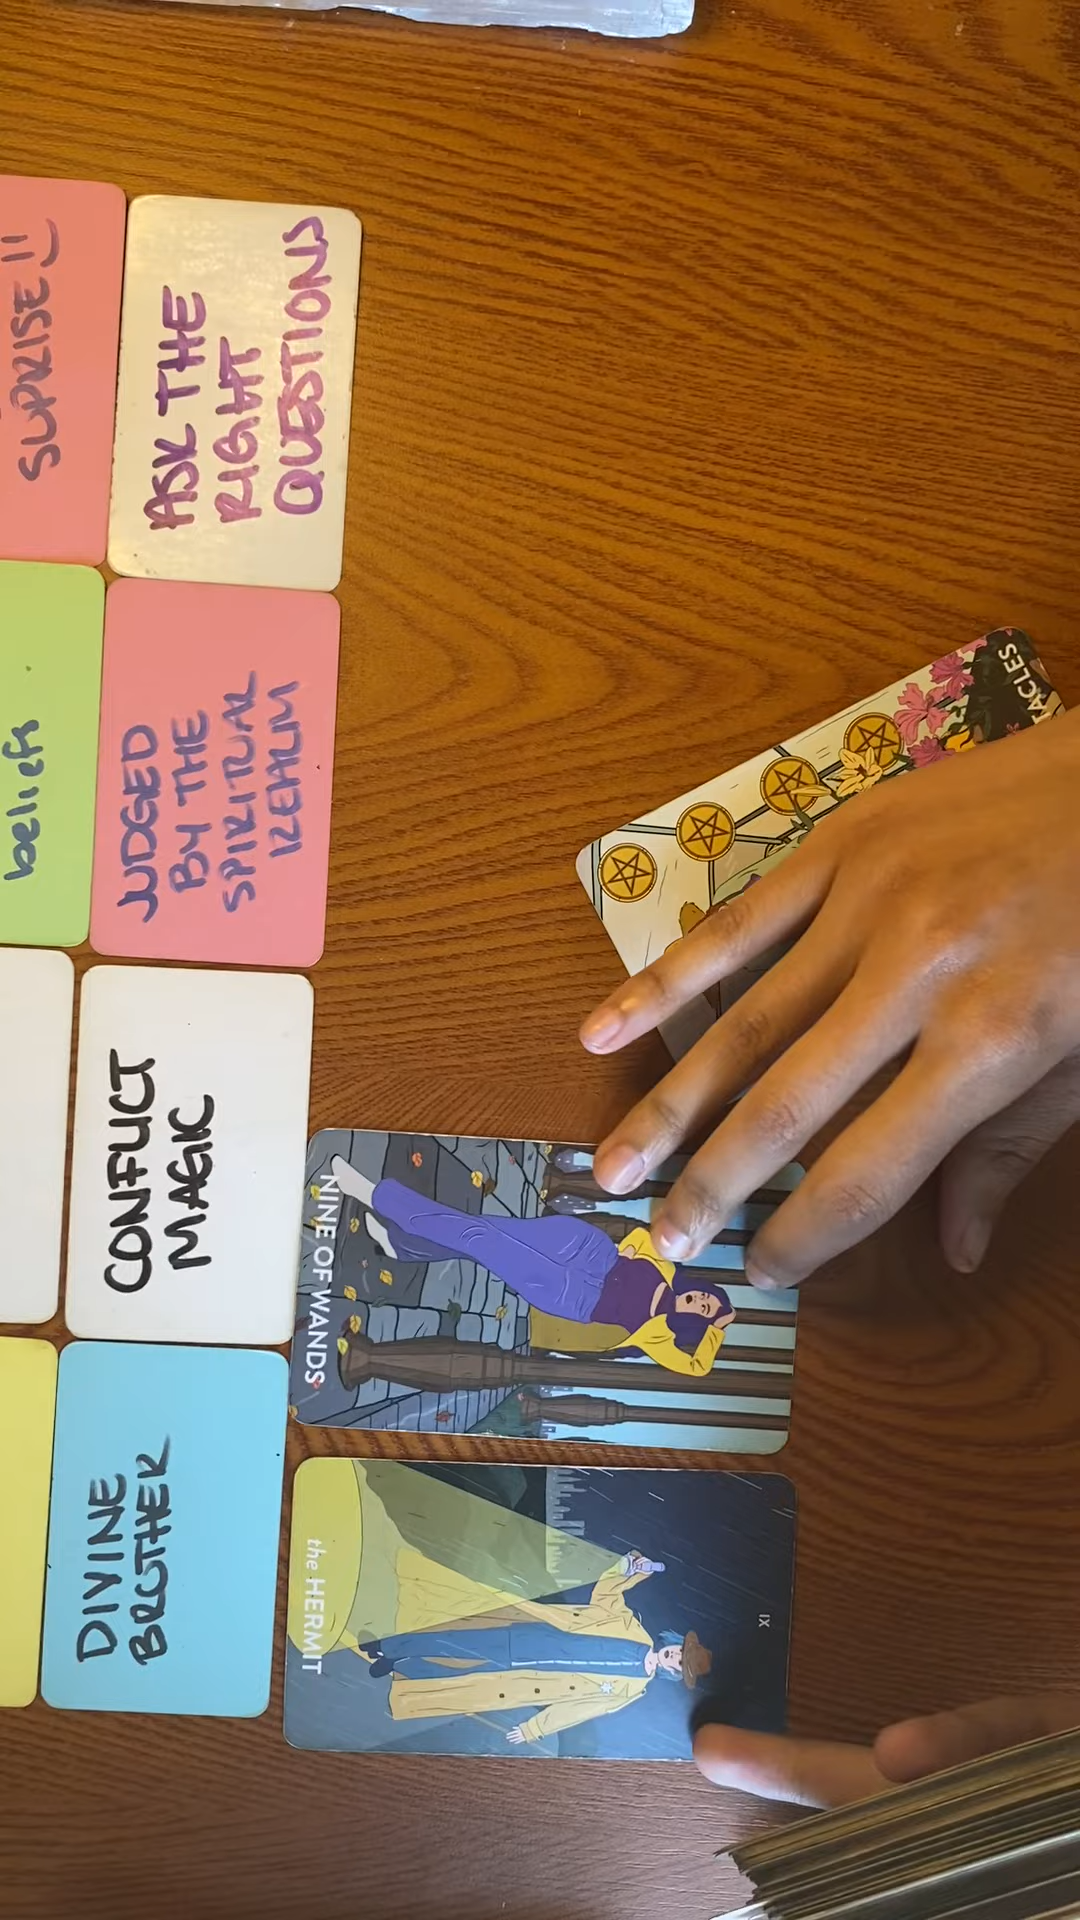 beliefs
SUPRISE
DIVINE
BROTHER
CONFLICT
MAGIC
JUDGED
BY THE
SPIRITUAL
REALM
ASK THE
RIGHT
QUESTIONS
the HERMIT
IX
NINE OF WANDS
TACLES